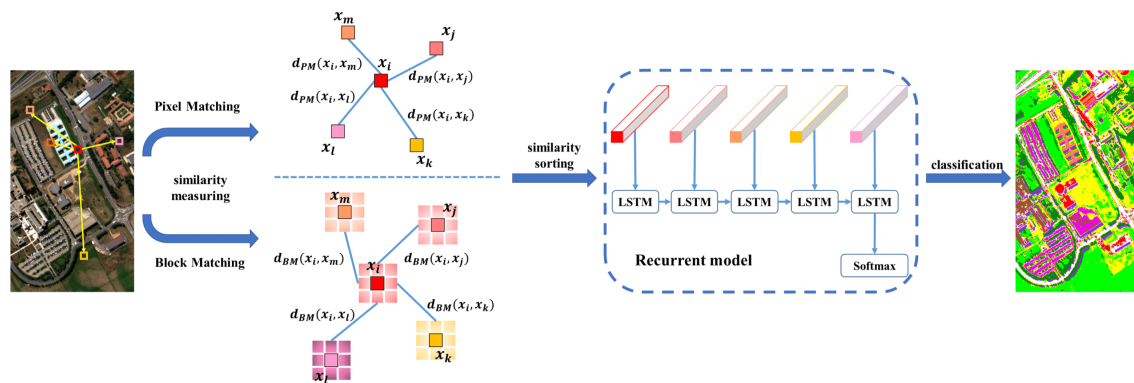 Pixel Matching
similarity
measuring
Block Matching
x_m
x_j
x_i
d_PM(x_i, x_m)
d_PM(x_i, x_j)
d_PM(x_i, x_l)
d_PM(x_i, x_k)
x_l
x_k
x_m
x_j
d_BM(x_i, x_m)
x_i
d_BM(x_i, x_j)
d_BM(x_i, x_l)
d_BM(x_i, x_k)
x_l
x_k
similarity
sorting
LSTM
LSTM
LSTM
LSTM
LSTM
Recurrent model
Softmax
classification